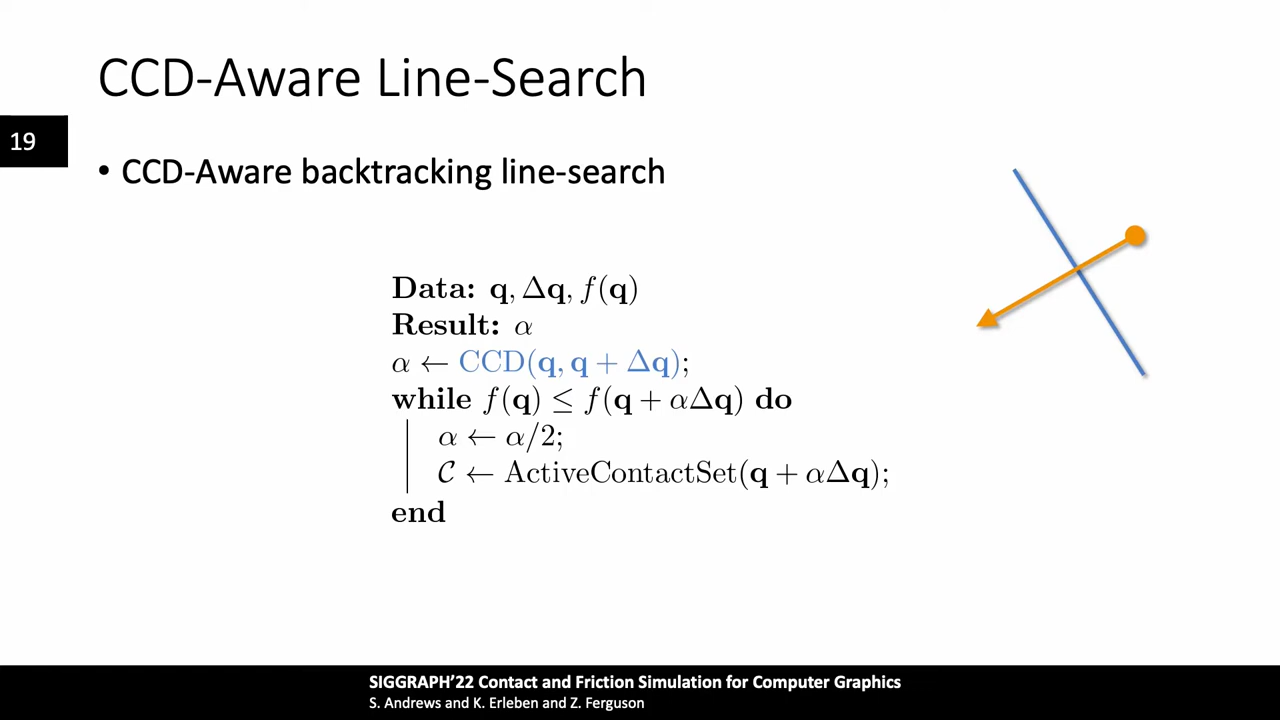 CCD-Aware Line-Search
19
• CCD-Aware backtracking line-search
Data: q, Δq, f(q)
Result: α
α ← CCD(q, q + Δq);
while f(q) ≤ f(q + αΔq) do
α ← α/2;
𝒞 ← ActiveContactSet(q + αΔq);
end
SIGGRAPH’22 Contact and Friction Simulation for Computer Graphics
S. Andrews and K. Erleben and Z. Ferguson